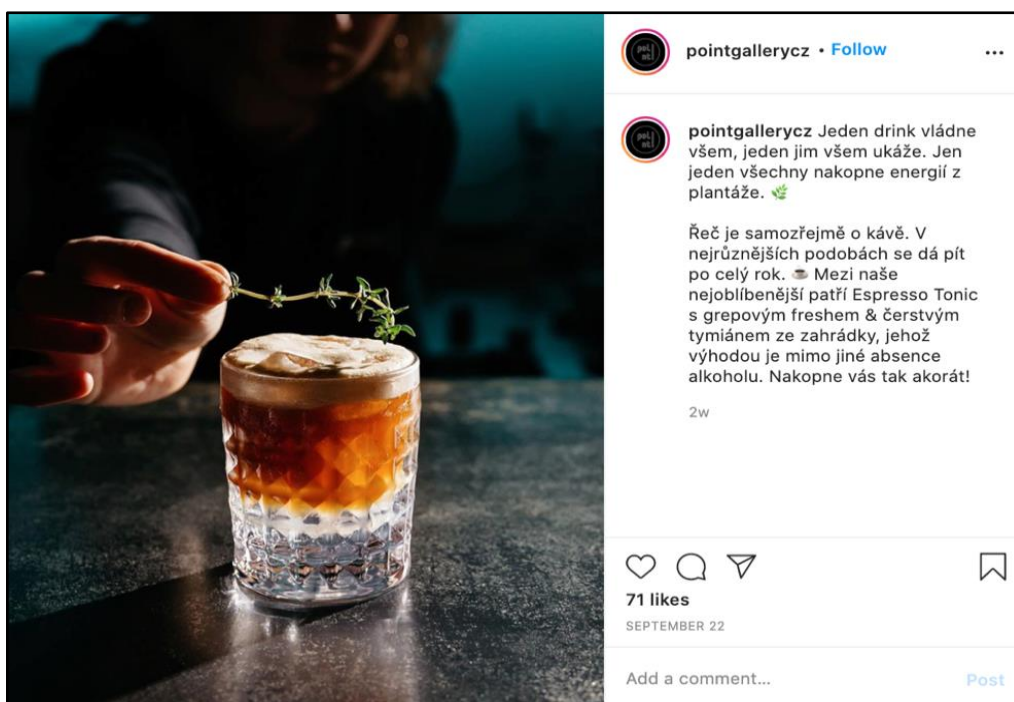 pointgallerycz • Follow
pointgallerycz Jeden drink vládne
všem, jeden jim všem ukáže. Jen
jeden všechny nakopne energií z
plantáže. 🌿
Řeč je samozřejmě o kávě. V
nejrůznějších podobách se dá pít
po celý rok. ☕ Mezi naše
nejoblíbenější patří Espresso Tonic
s grepovým freshem & čerstvým
tymiánem ze zahrádky, jehož
výhodou je mimo jiné absence
alkoholu. Nakopne vás tak akorát!
2w
71 likes
SEPTEMBER 22
Add a comment...
Post